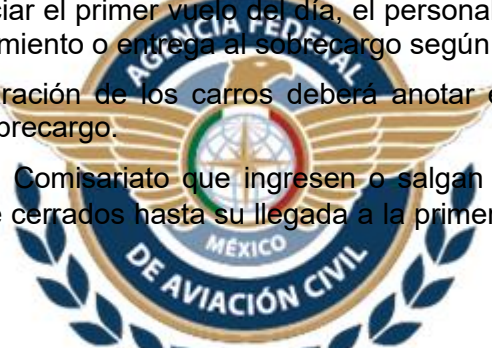 ciar el primer vuelo del día, el persona
miento o entrega al sobrecargo según
ración de los carros deberá anotar
brecargo.
Comisariato que ingresen o salgan
cerrados hasta su llegada a la primer
AGENCIA FEDERAL
MÉXICO
DE AVIACIÓN CIVIL